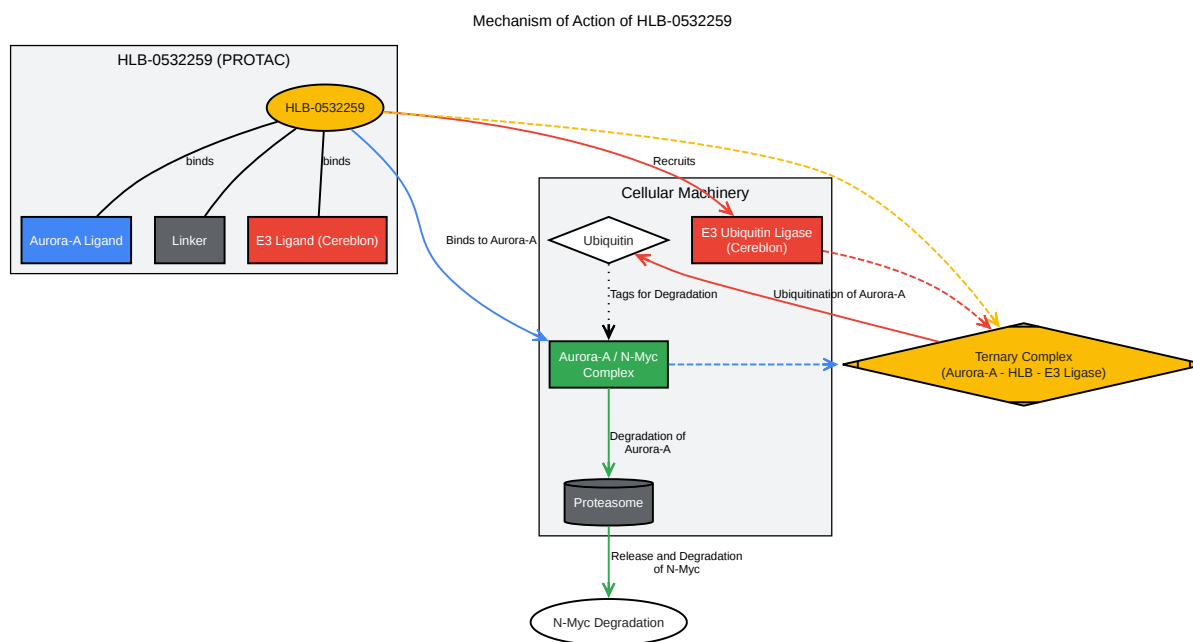 Mechanism of Action of HLB-0532259
HLB-0532259 (PROTAC)
HLB-0532259
binds
binds
Aurora-A Ligand
Linker
E3 Ligand (Cereblon)
Recruits
Binds to Aurora-A
Cellular Machinery
Ubiquitin
E3 Ubiquitin Ligase
(Cereblon)
Tags for Degradation
Ubiquitination of Aurora-A
Aurora-A / N-Myc
Complex
Ternary Complex
(Aurora-A - HLB - E3 Ligase)
Degradation of
Aurora-A
Proteasome
Release and Degradation
of N-Myc
N-Myc Degradation